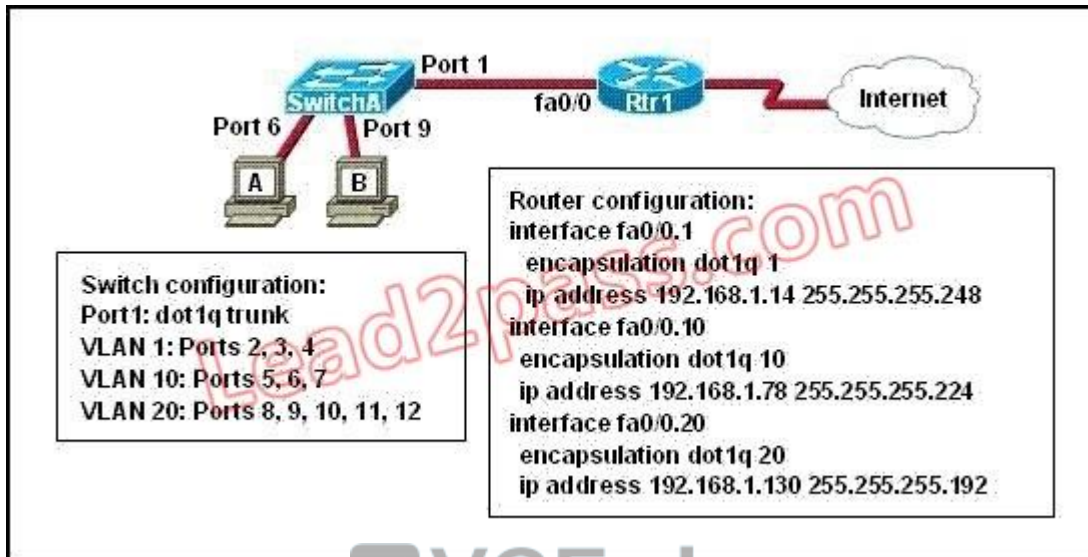 Port 1
SwitchA
fa0/0
Rtr1
Internet
Port 6
Port 9
A
B
Switch configuration:
Port1: dot1q trunk
VLAN 1: Ports 2, 3, 4
VLAN 10: Ports 5, 6, 7
VLAN 20: Ports 8, 9, 10, 11, 12
Router configuration:
interface fa0/0.1
encapsulation dot1q 1
ip address 192.168.1.14 255.255.255.248
interface fa0/0.10
encapsulation dot1q 10
ip address 192.168.1.78 255.255.255.224
interface fa0/0.20
encapsulation dot1q 20
ip address 192.168.1.130 255.255.255.192
Lead2pass.com